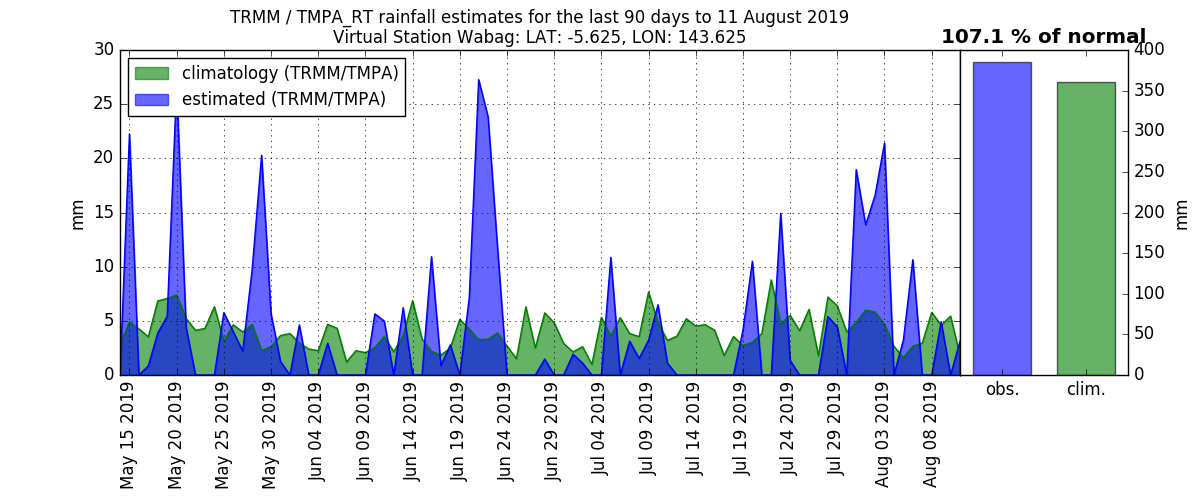 TRMM / TMPA_RT rainfall estimates for the last 90 days to 11 August 2019
Virtual Station Wabag: LAT: -5.625, LON: 143.625
107.1 % of normal
climatology (TRMM/TMPA)
estimated (TRMM/TMPA)
30
25
20
15
10
5
0
mm
May 15 2019
May 20 2019
May 25 2019
May 30 2019
Jun 04 2019
Jun 09 2019
Jun 14 2019
Jun 19 2019
Jun 24 2019
Jun 29 2019
Jul 04 2019
Jul 09 2019
Jul 14 2019
Jul 19 2019
Jul 24 2019
Jul 29 2019
Aug 03 2019
Aug 08 2019
obs.
clim.
400
350
300
250
200
150
100
50
0
mm